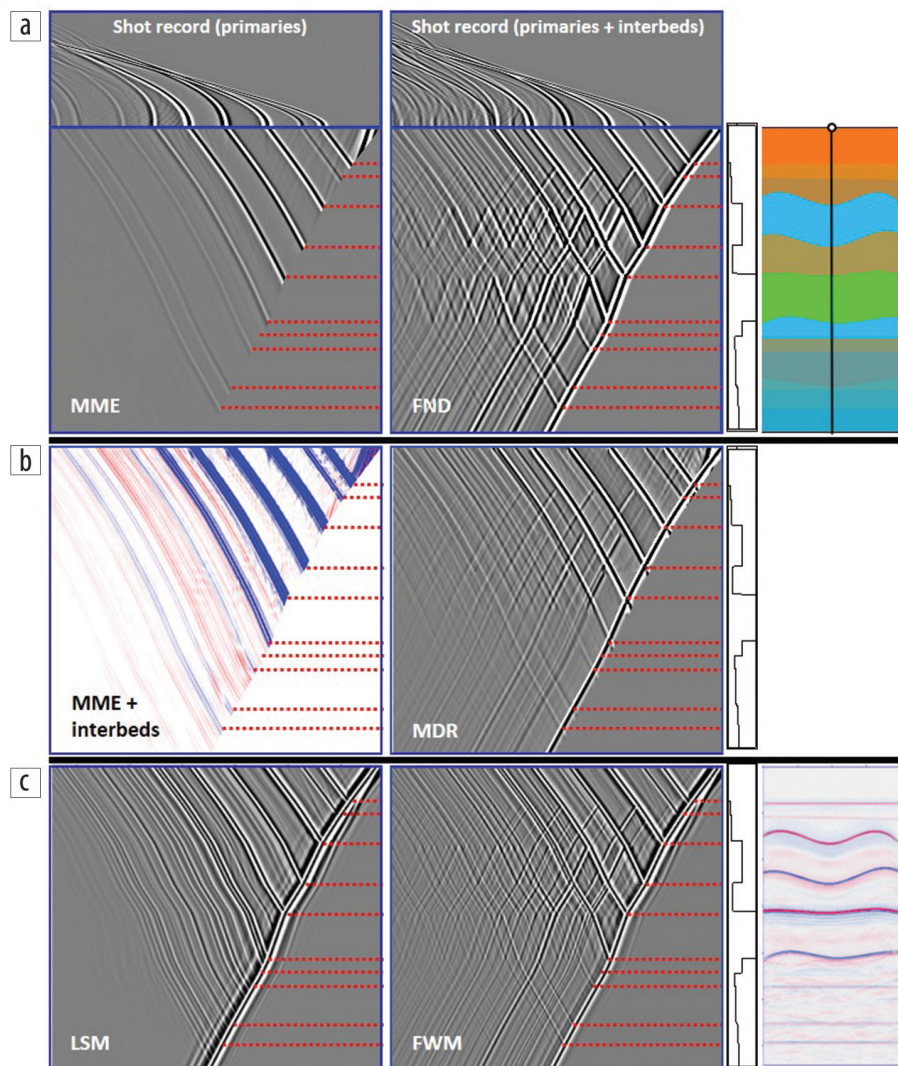 a
Shot record (primaries)
Shot record (primaries + interbeds)
MME
FND
b
MME +
interbeds
MDR
c
LSM
FWM